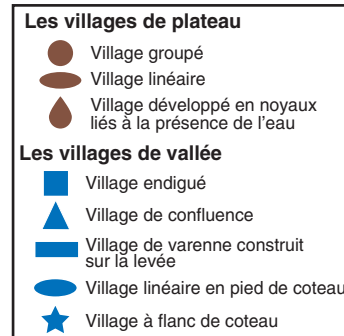 Les villages de plateau
Village groupé
Village linéaire
Village développé en noyaux
liés à la présence de l'eau
Les villages de vallée
Village endigué
Village de confluence
Village de varenne construit
sur la levée
Village linéaire en pied de coteau
Village à flanc de coteau